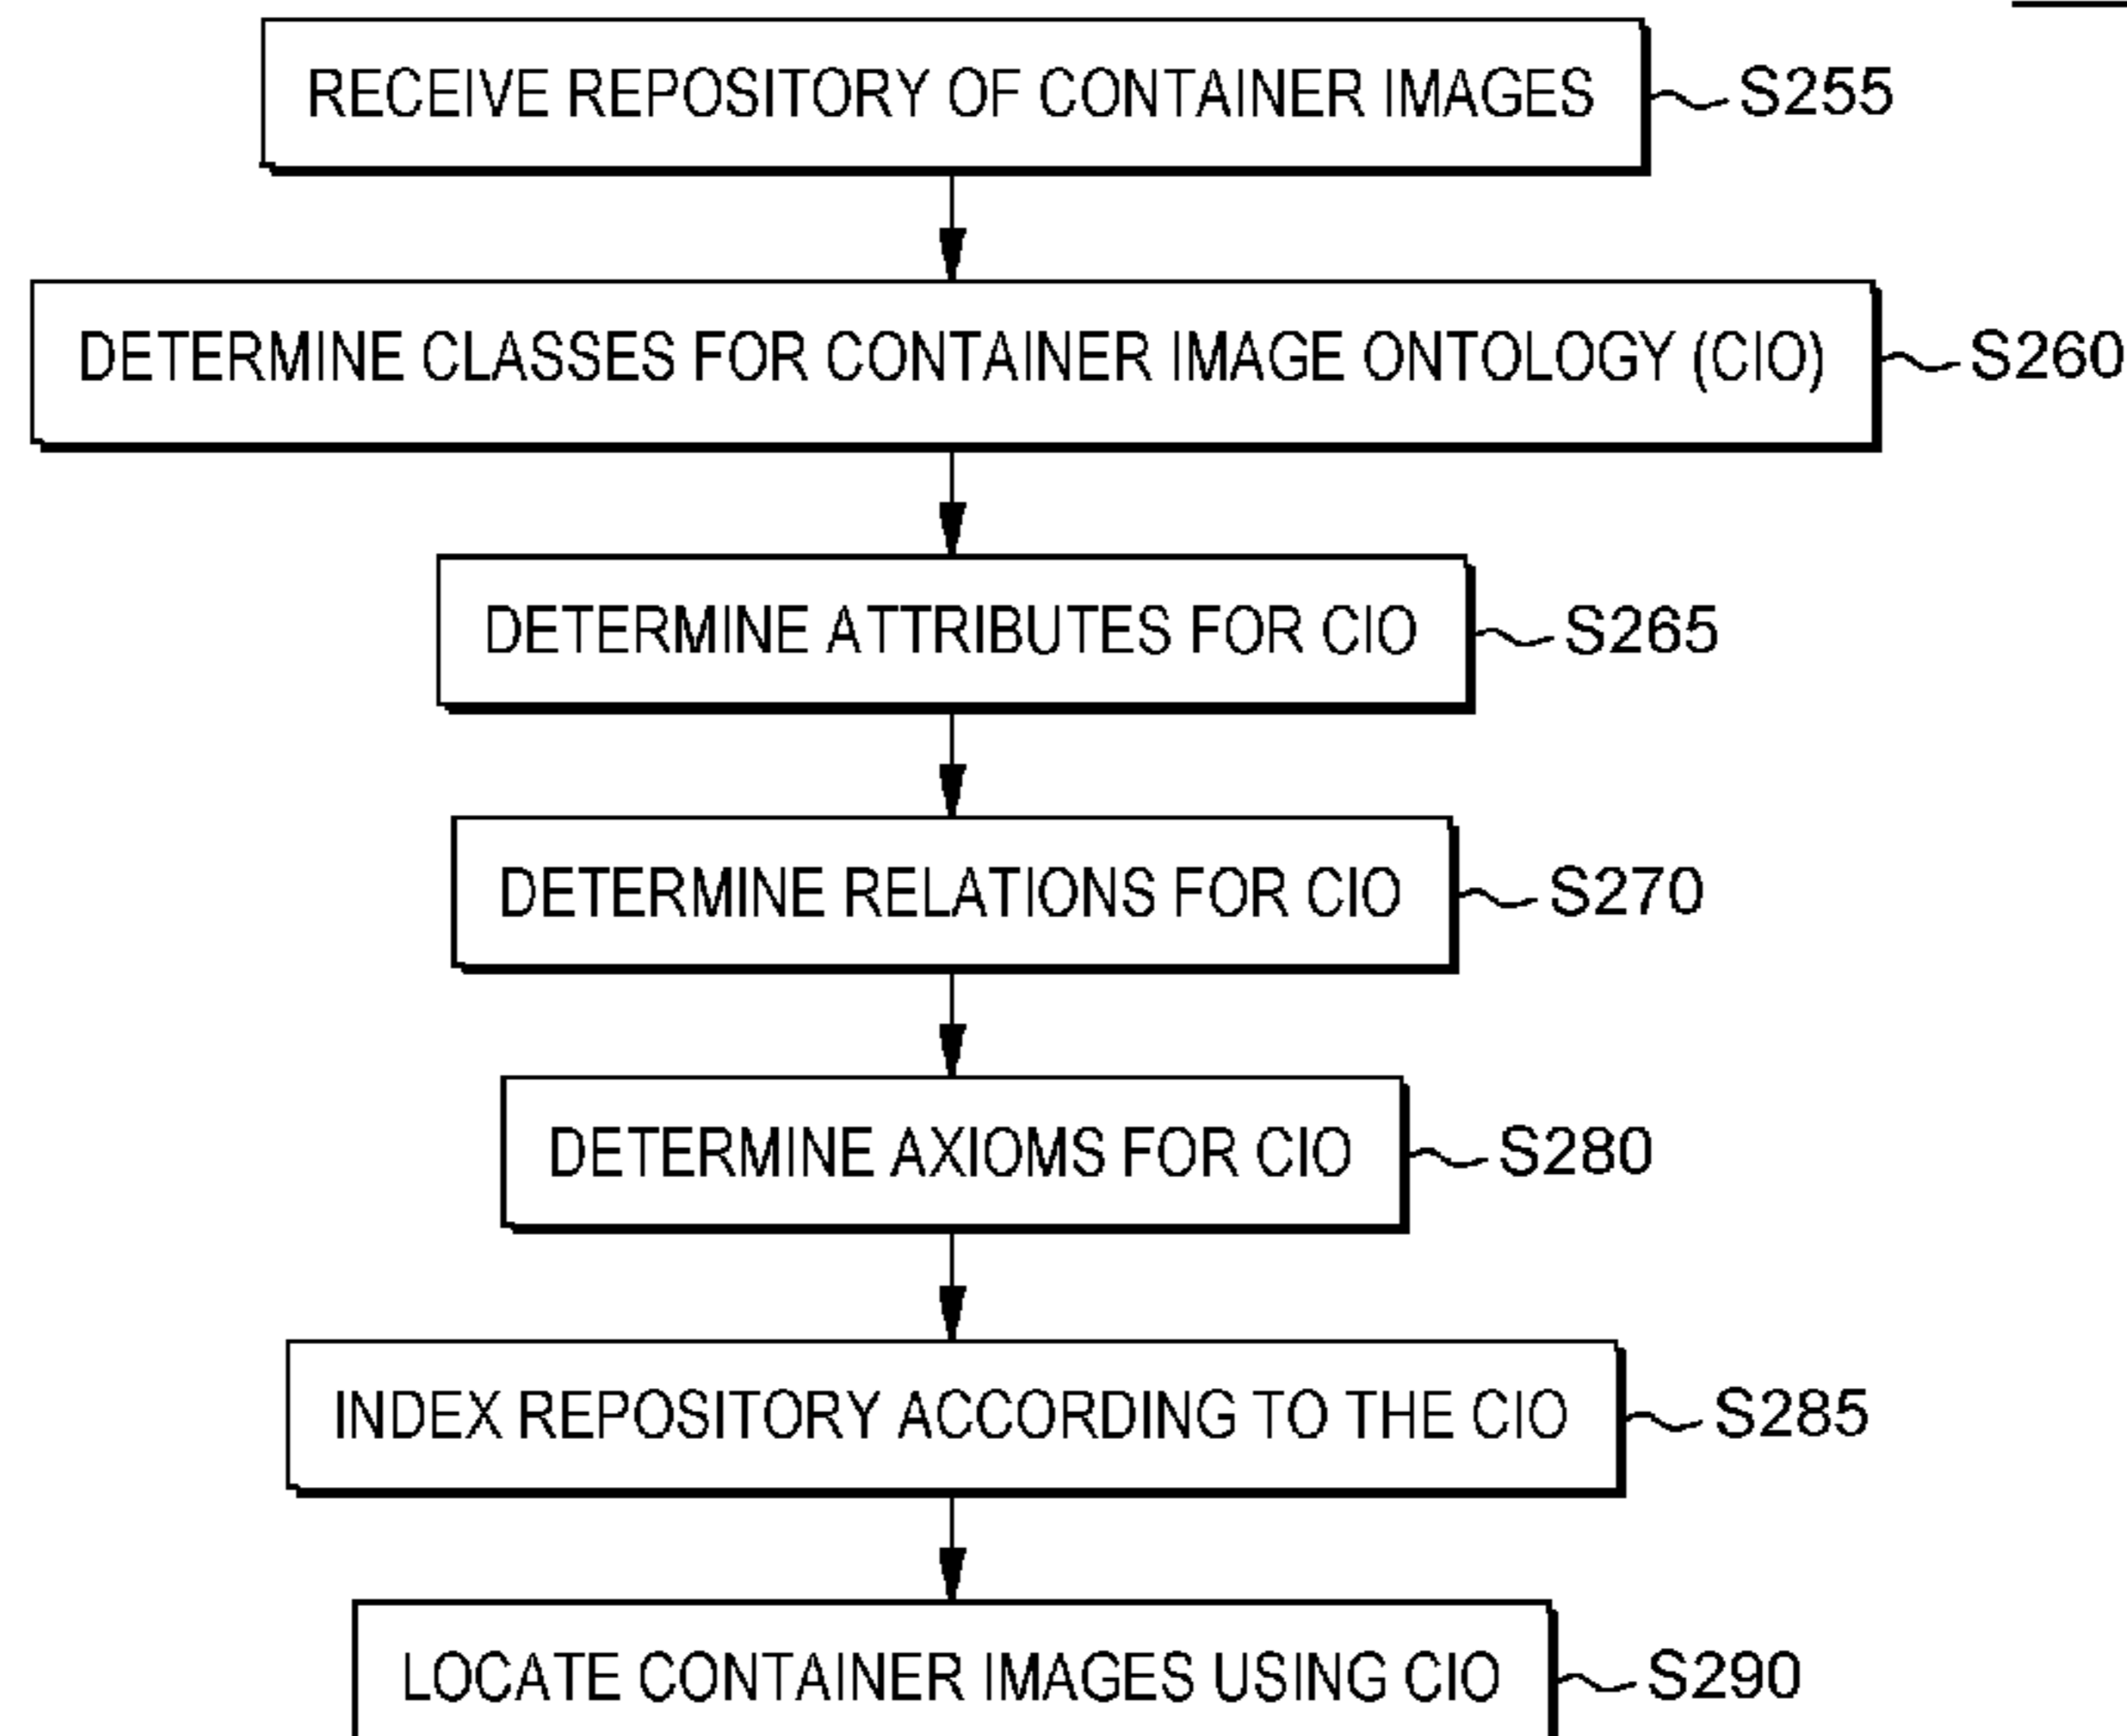 RECEIVE REPOSITORY OF CONTAINER IMAGES S255
DETERMINE CLASSES FOR CONTAINER IMAGE ONTOLOGY (CIO) S260
DETERMINE ATTRIBUTES FOR CIO S265
DETERMINE RELATIONS FOR CIO S270
DETERMINE AXIOMS FOR CIO S280
INDEX REPOSITORY ACCORDING TO THE CIO S285
LOCATE CONTAINER IMAGES USING CIO S290